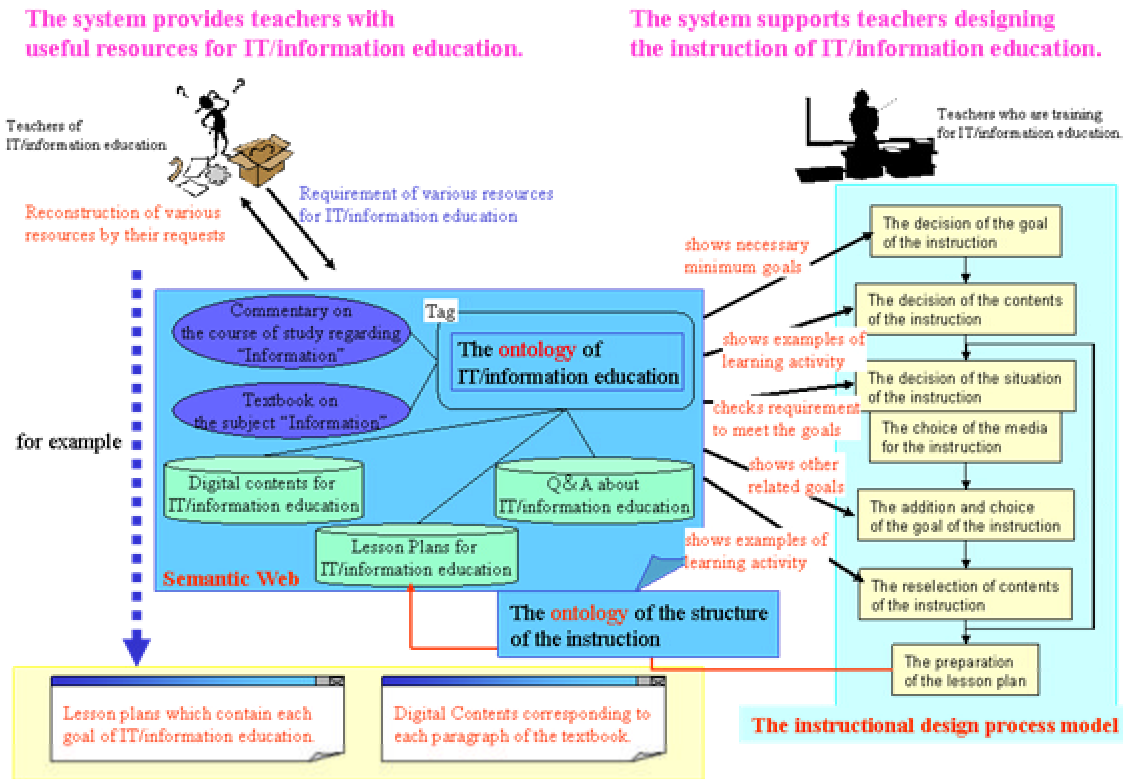 The system provides teachers with
useful resources for IT/information education.
The system supports teachers designing
the instruction of IT/information education.
Teachers of
IT/information education
Teachers who are training
for IT/information education.
Reconstruction of various
resources by their requests
Requirement of various resources
for IT/information education
for example
Commentary on
the course of study regarding
"Information"
Textbook on
the subject "Information"
Tag
The ontology of
IT/information education
Digital contents for
IT/information education
Q&A about
IT/information education
Lesson Plans for
IT/information education
Semantic Web
The ontology of the structure
of the instruction
shows necessary
minimum goals
shows examples of
learning activity
checks requirement
to meet the goals
shows other
related goals
shows examples of
learning activity
The decision of the goal
of the instruction
The decision of the contents
of the instruction
The decision of the situation
of the instruction
The choice of the media
for the instruction
The addition and choice
of the goal of the instruction
The reselection of contents
of the instruction
The preparation
of the lesson plan
The instructional design process model
Lesson plans which contain each
goal of IT/information education.
Digital Contents corresponding to
each paragraph of the textbook.